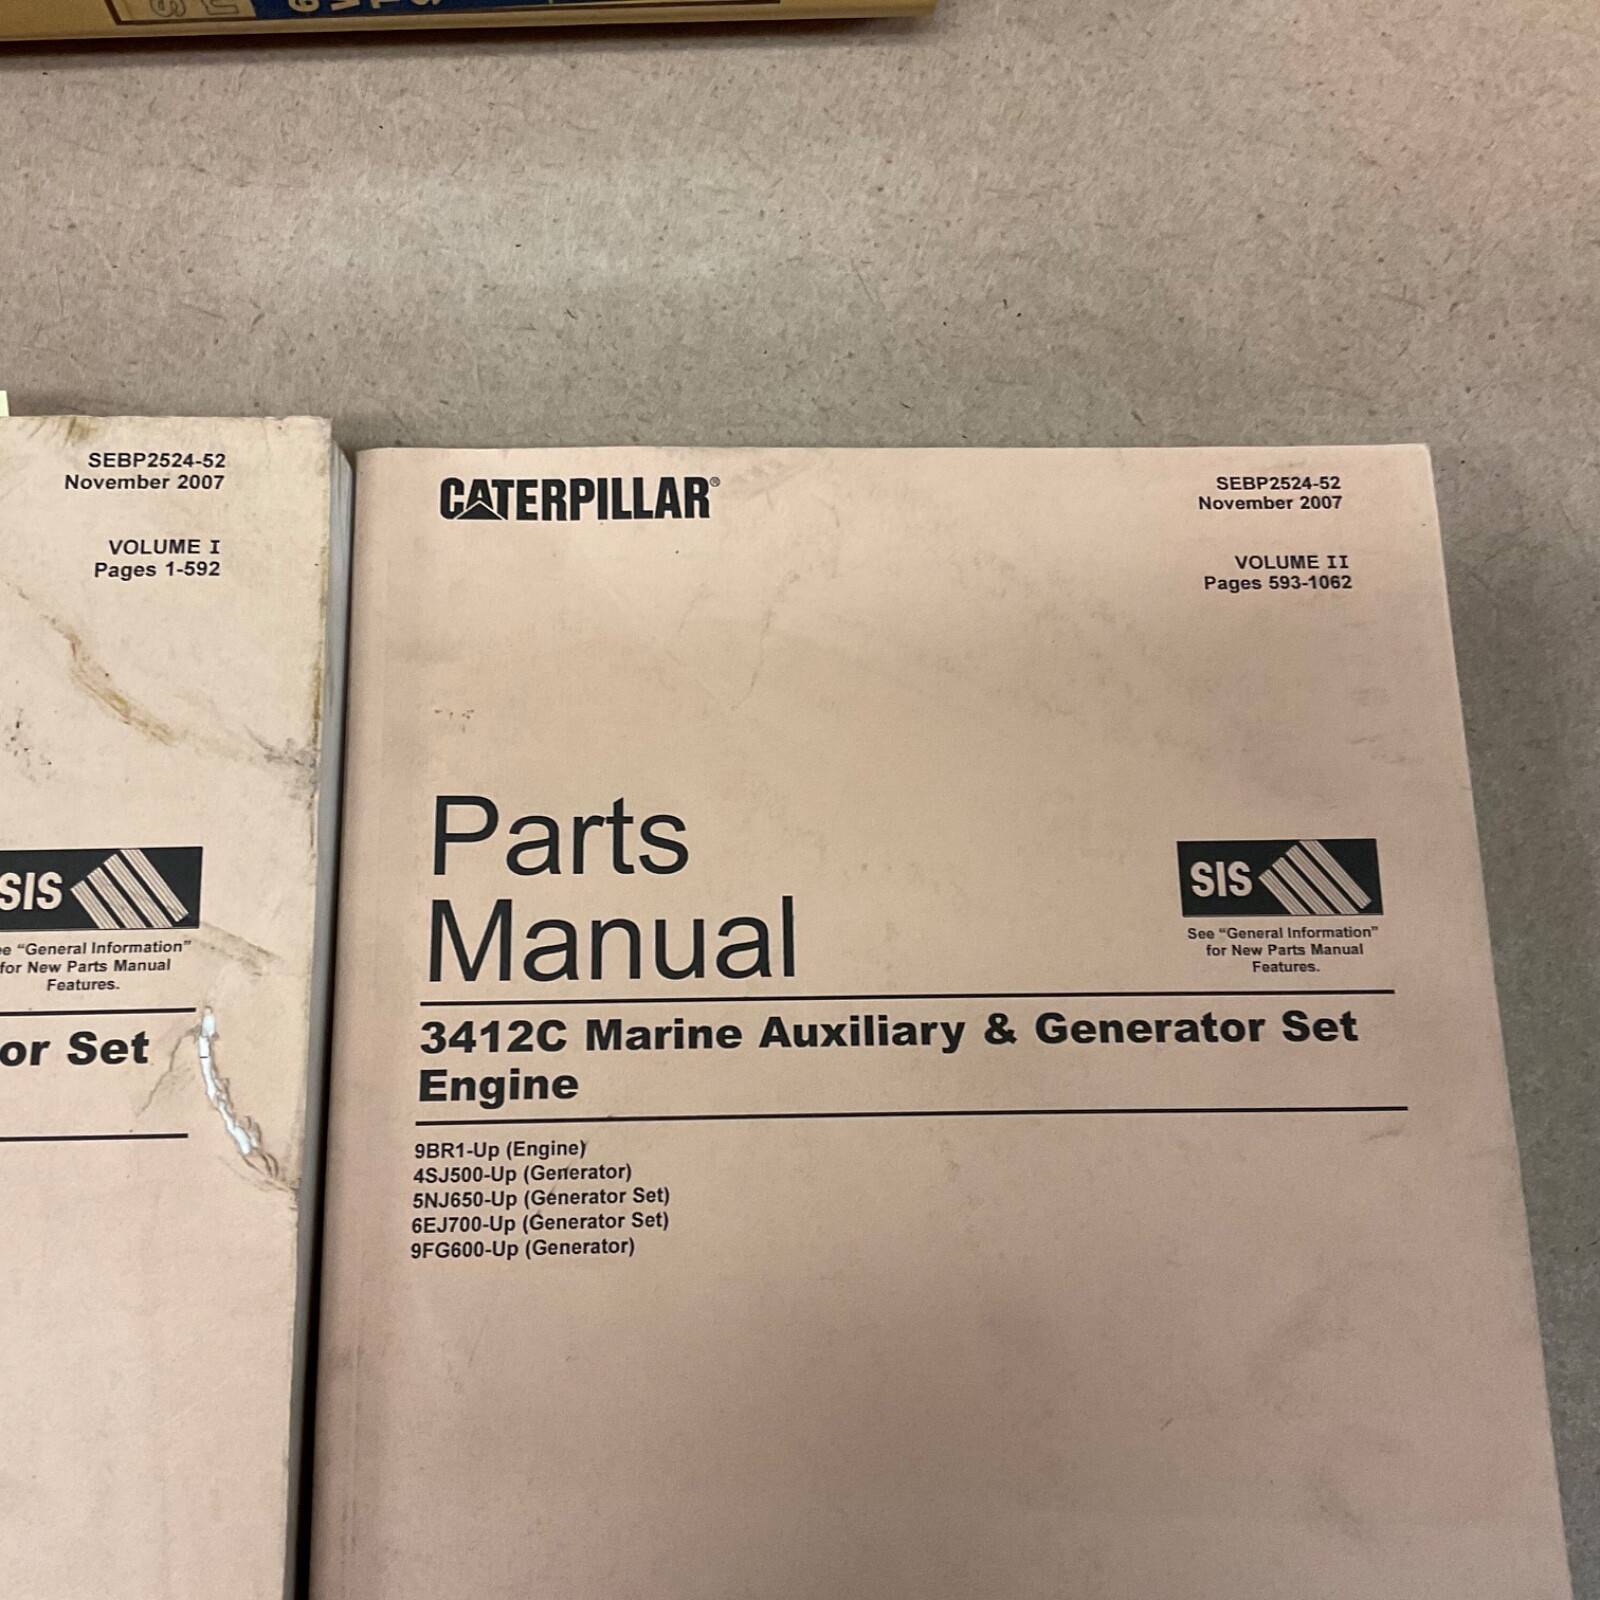 SEBP2524-52
November 2007
VOLUME I
Pages 1-592
SIS
"General Information"
for New Parts Manual
Features.
Set
CATERPILLAR®
SEBP2524-52
November 2007
VOLUME II
Pages 593-1062
Parts
Manual
SIS
See "General Information"
for New Parts Manual
Features.
3412C Marine Auxiliary & Generator Set
Engine
9BR1-Up (Engine)
4SJ500-Up (Generator)
5NJ650-Up (Generator Set)
6EJ700-Up (Generator Set)
9FG600-Up (Generator)